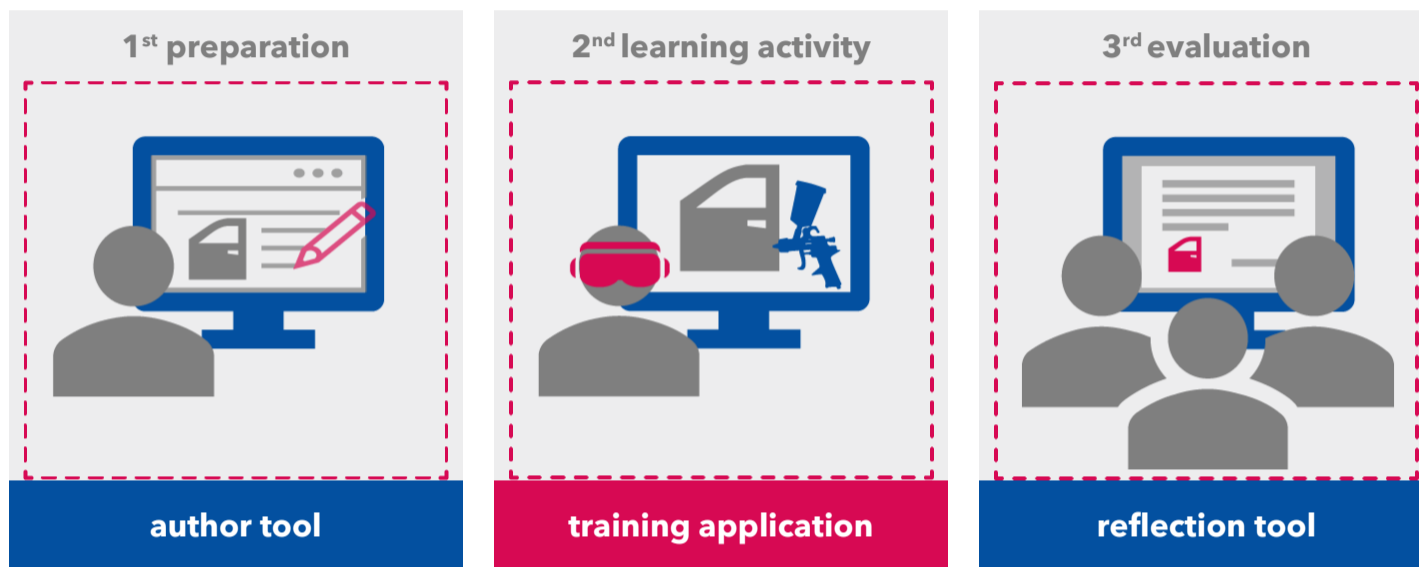 1st preparation
2nd learning activity
3rd evaluation
author tool
training application
reflection tool